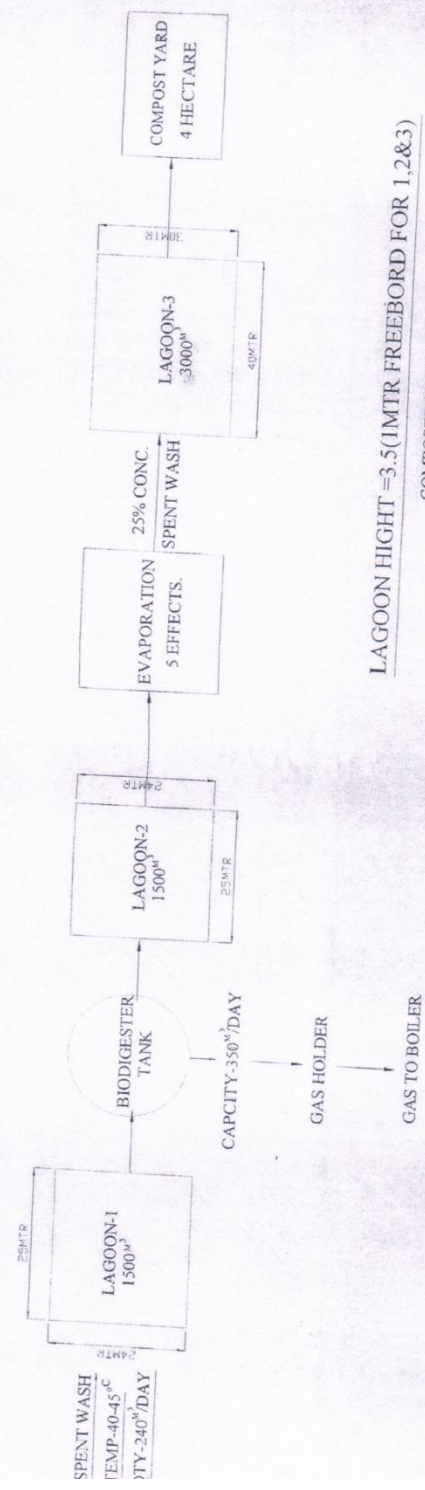 SPENT WASH
TEMP-40-45°C
QTY-240M³/DAY
25MTR
24MTR
LAGOON-1
1500M³
BIODIGESTER
TANK
CAPCITY-350M³/DAY
GAS HOLDER
GAS TO BOILER
LAGOON-2
1500M³
24MTR
25MTR
EVAPORATION
5 EFFECTS.
25% CONC.
SPENT WASH
LAGOON-3
3000M³
30MTR
40MTR
COMPOST YARD
4 HECTARE
LAGOON HIGHT =3.5(1MTR FREEBORD FOR 1,2&3)